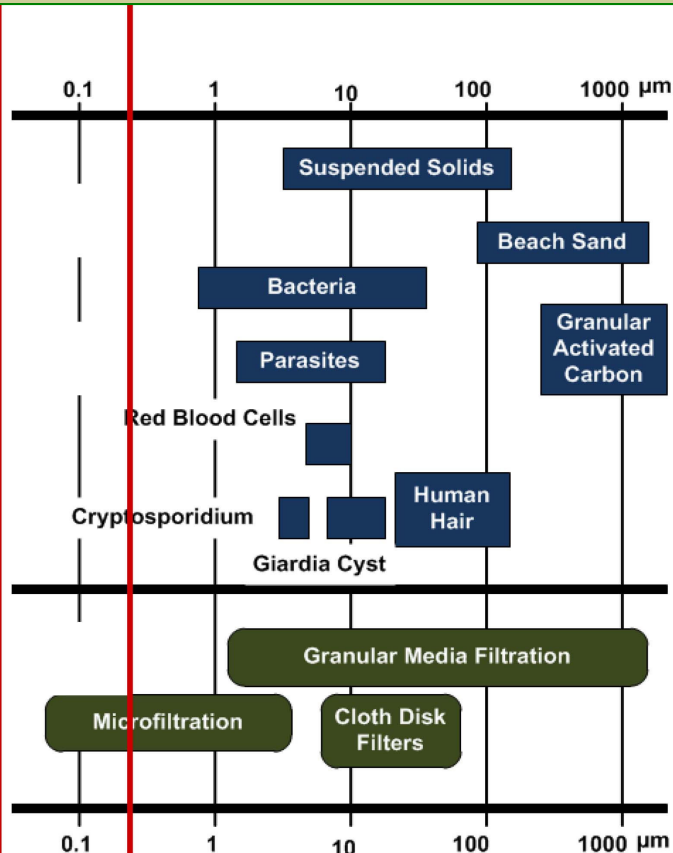 0.1 1 10 100 1000 µm
Suspended Solids
Beach Sand
Bacteria
Granular
Activated
Carbon
Parasites
Red Blood Cells
Human
Hair
Cryptosporidium
Giardia Cyst
Granular Media Filtration
Microfiltration
Cloth Disk
Filters
0.1 1 10 100 1000 µm